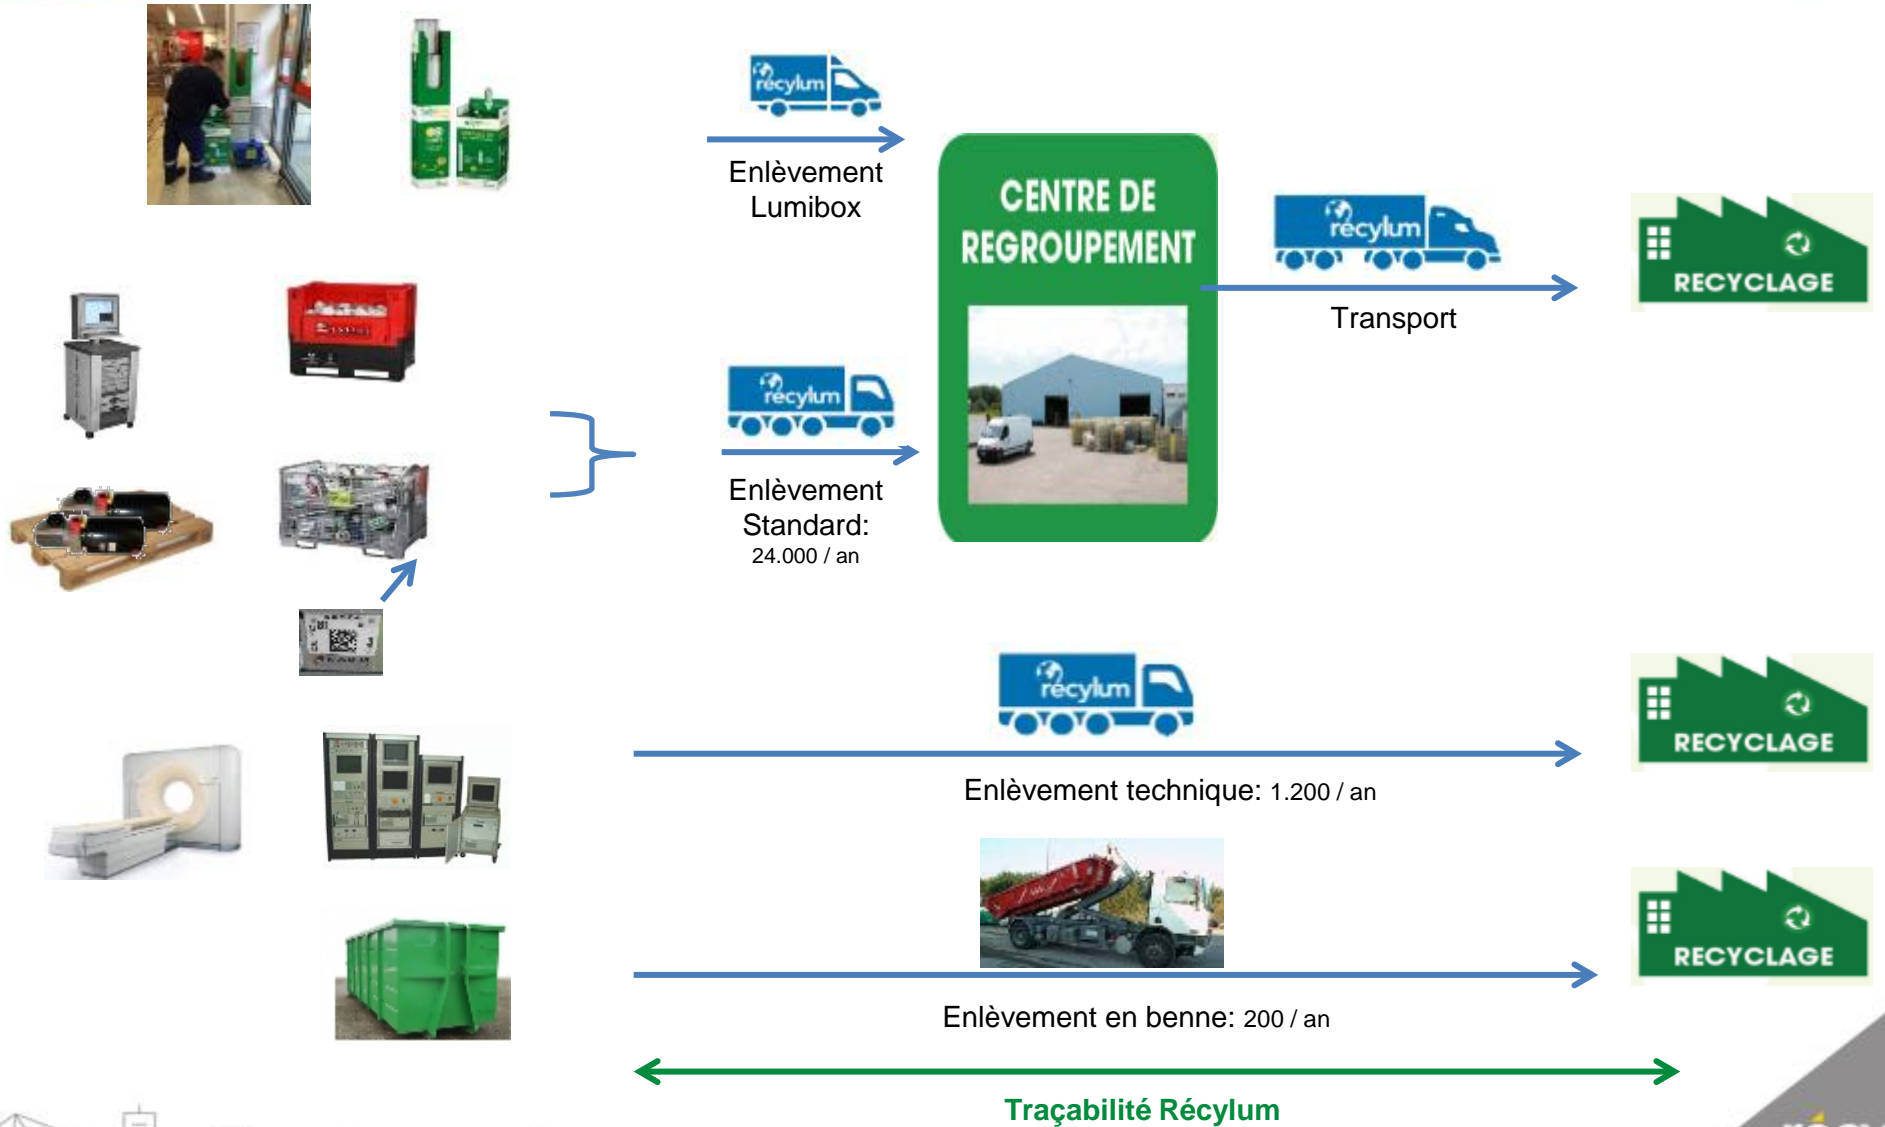 récylum
Enlèvement
Lumibox
CENTRE DE
REGROUPEMENT
récylum
Transport
RECYCLAGE
récylum
Enlèvement
Standard:
24.000 / an
récylum
Enlèvement technique: 1.200 / an
RECYCLAGE
Enlèvement en benne: 200 / an
RECYCLAGE
Traçabilité Récylum